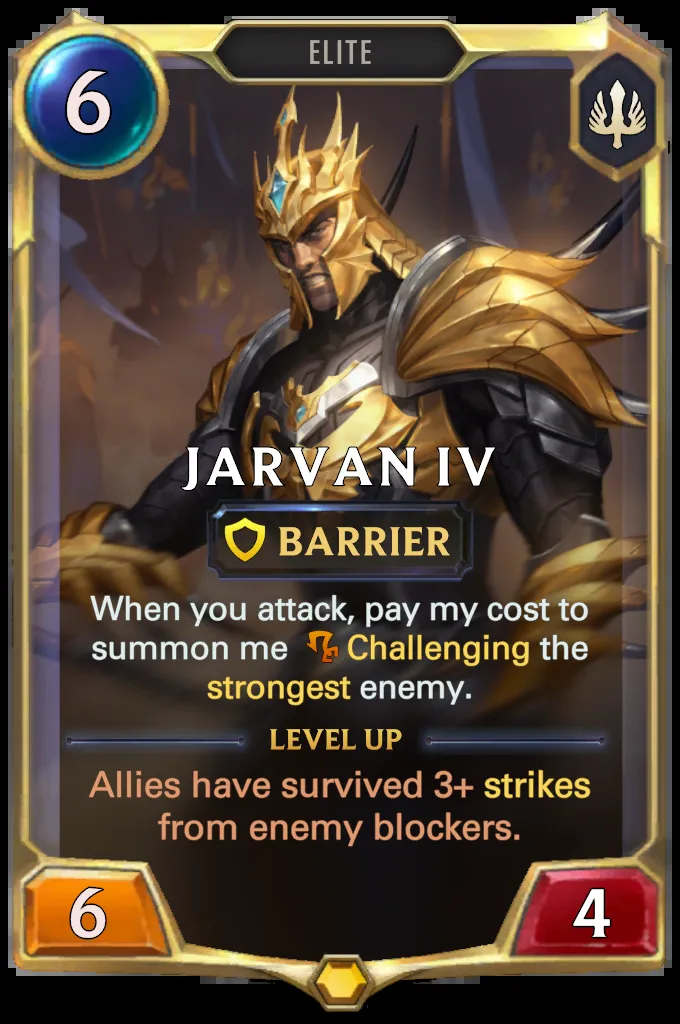 ELITE
6
JARVAN IV
BARRIER
When you attack, pay my cost to
summon me Challenging the
strongest enemy.
LEVEL UP
Allies have survived 3+ strikes
from enemy blockers.
6
4